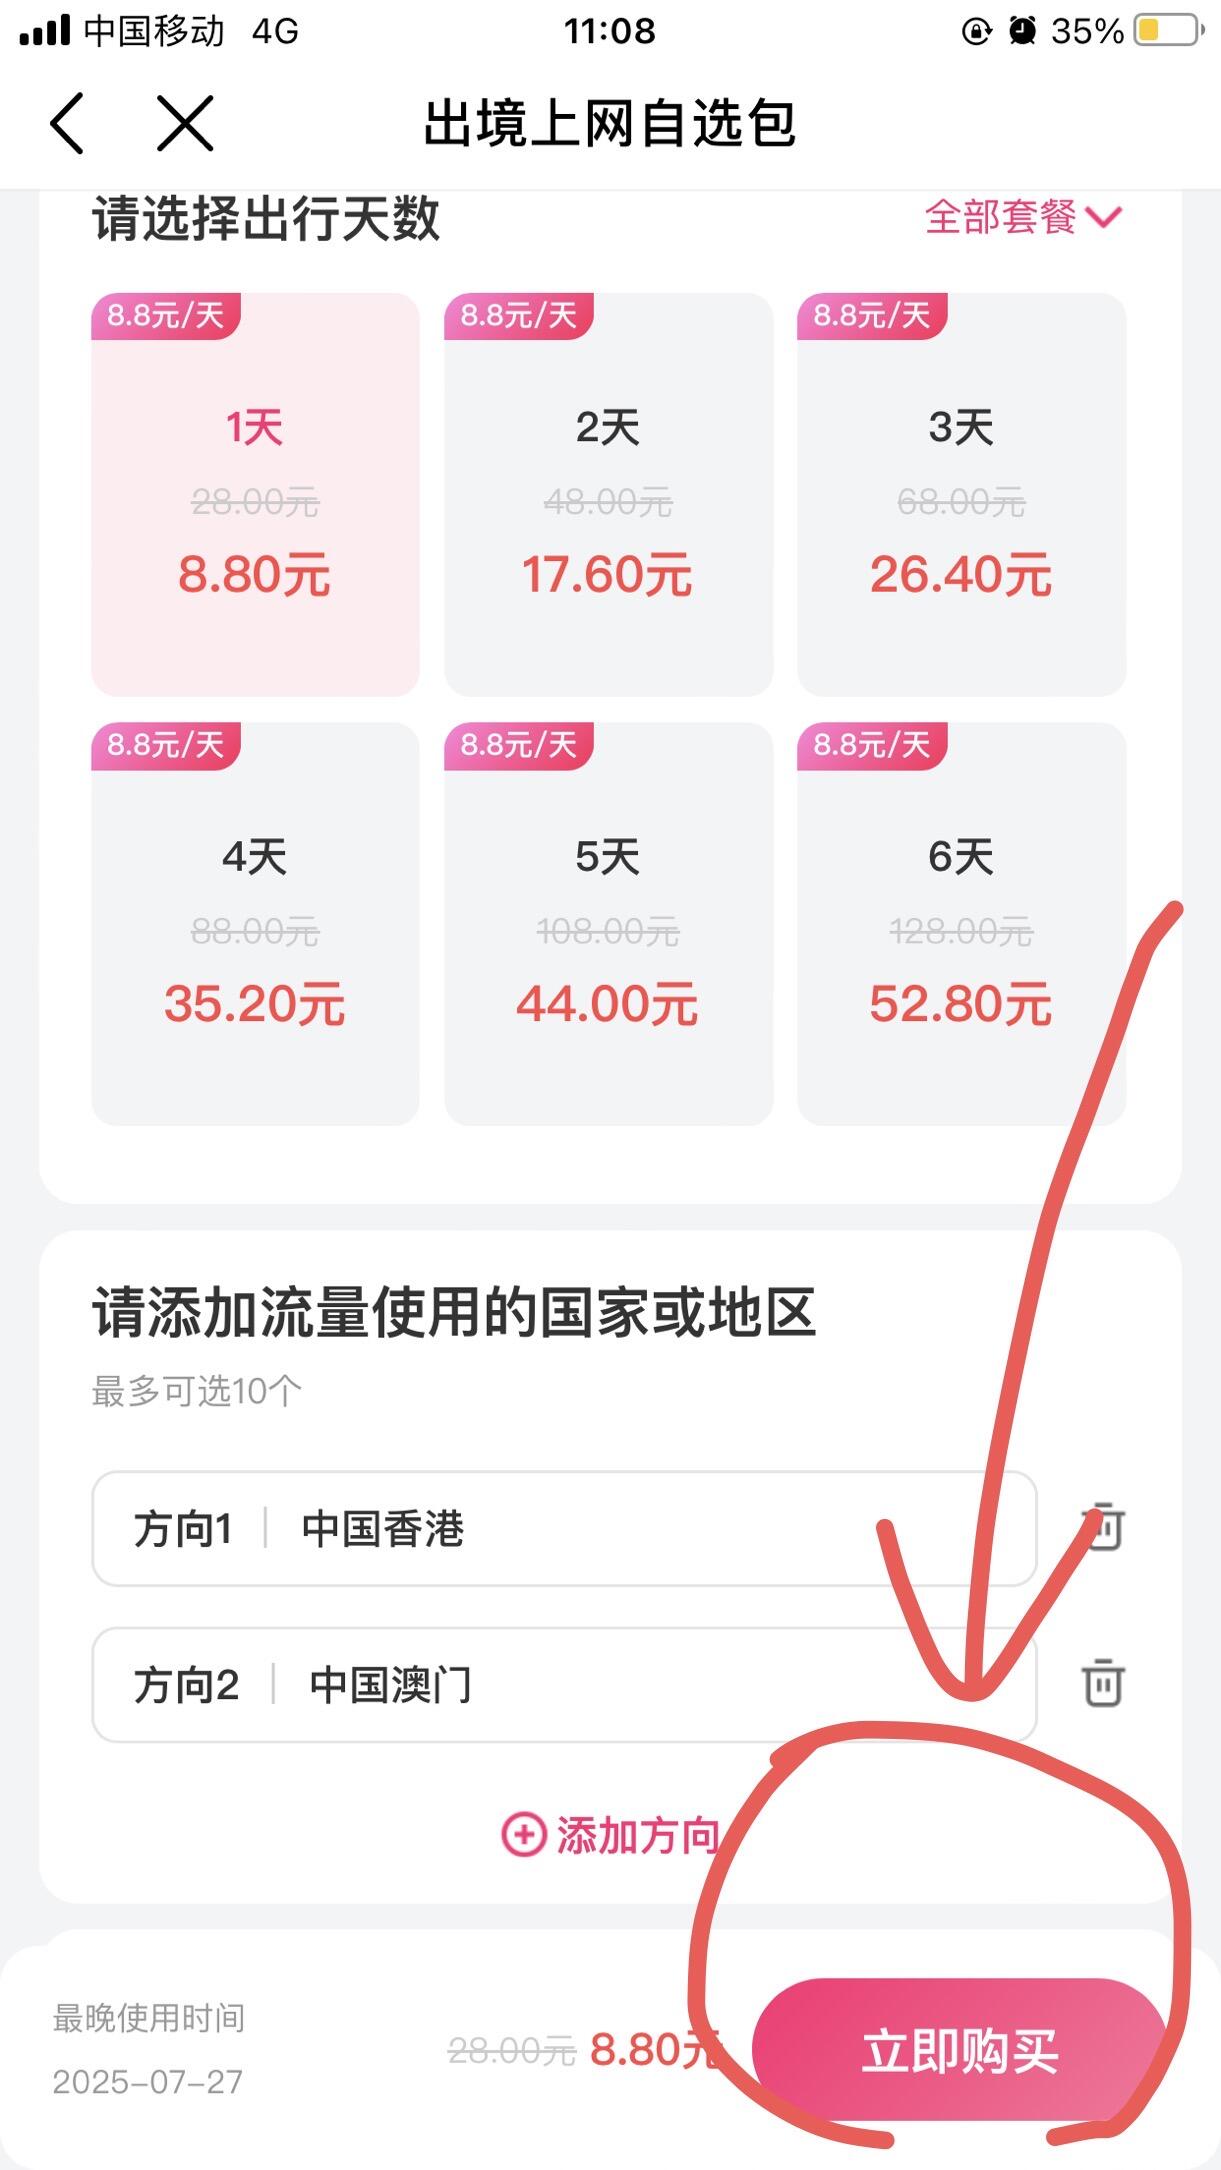 中国移动 4G 11:08 35%
出境上网自选包
请选择出行天数 全部套餐
8.8元/天 8.8元/天 8.8元/天
1天 2天 3天
28.00元 48.00元 68.00元
8.80元 17.60元 26.40元
8.8元/天 8.8元/天 8.8元/天
4天 5天 6天
88.00元 108.00元 128.00元
35.20元 44.00元 52.80元
请添加流量使用的国家或地区
最多可选10个
方向1 中国香港
方向2 中国澳门
添加方向
最晚使用时间
28.00元 8.80元 立即购买
2025-07-27